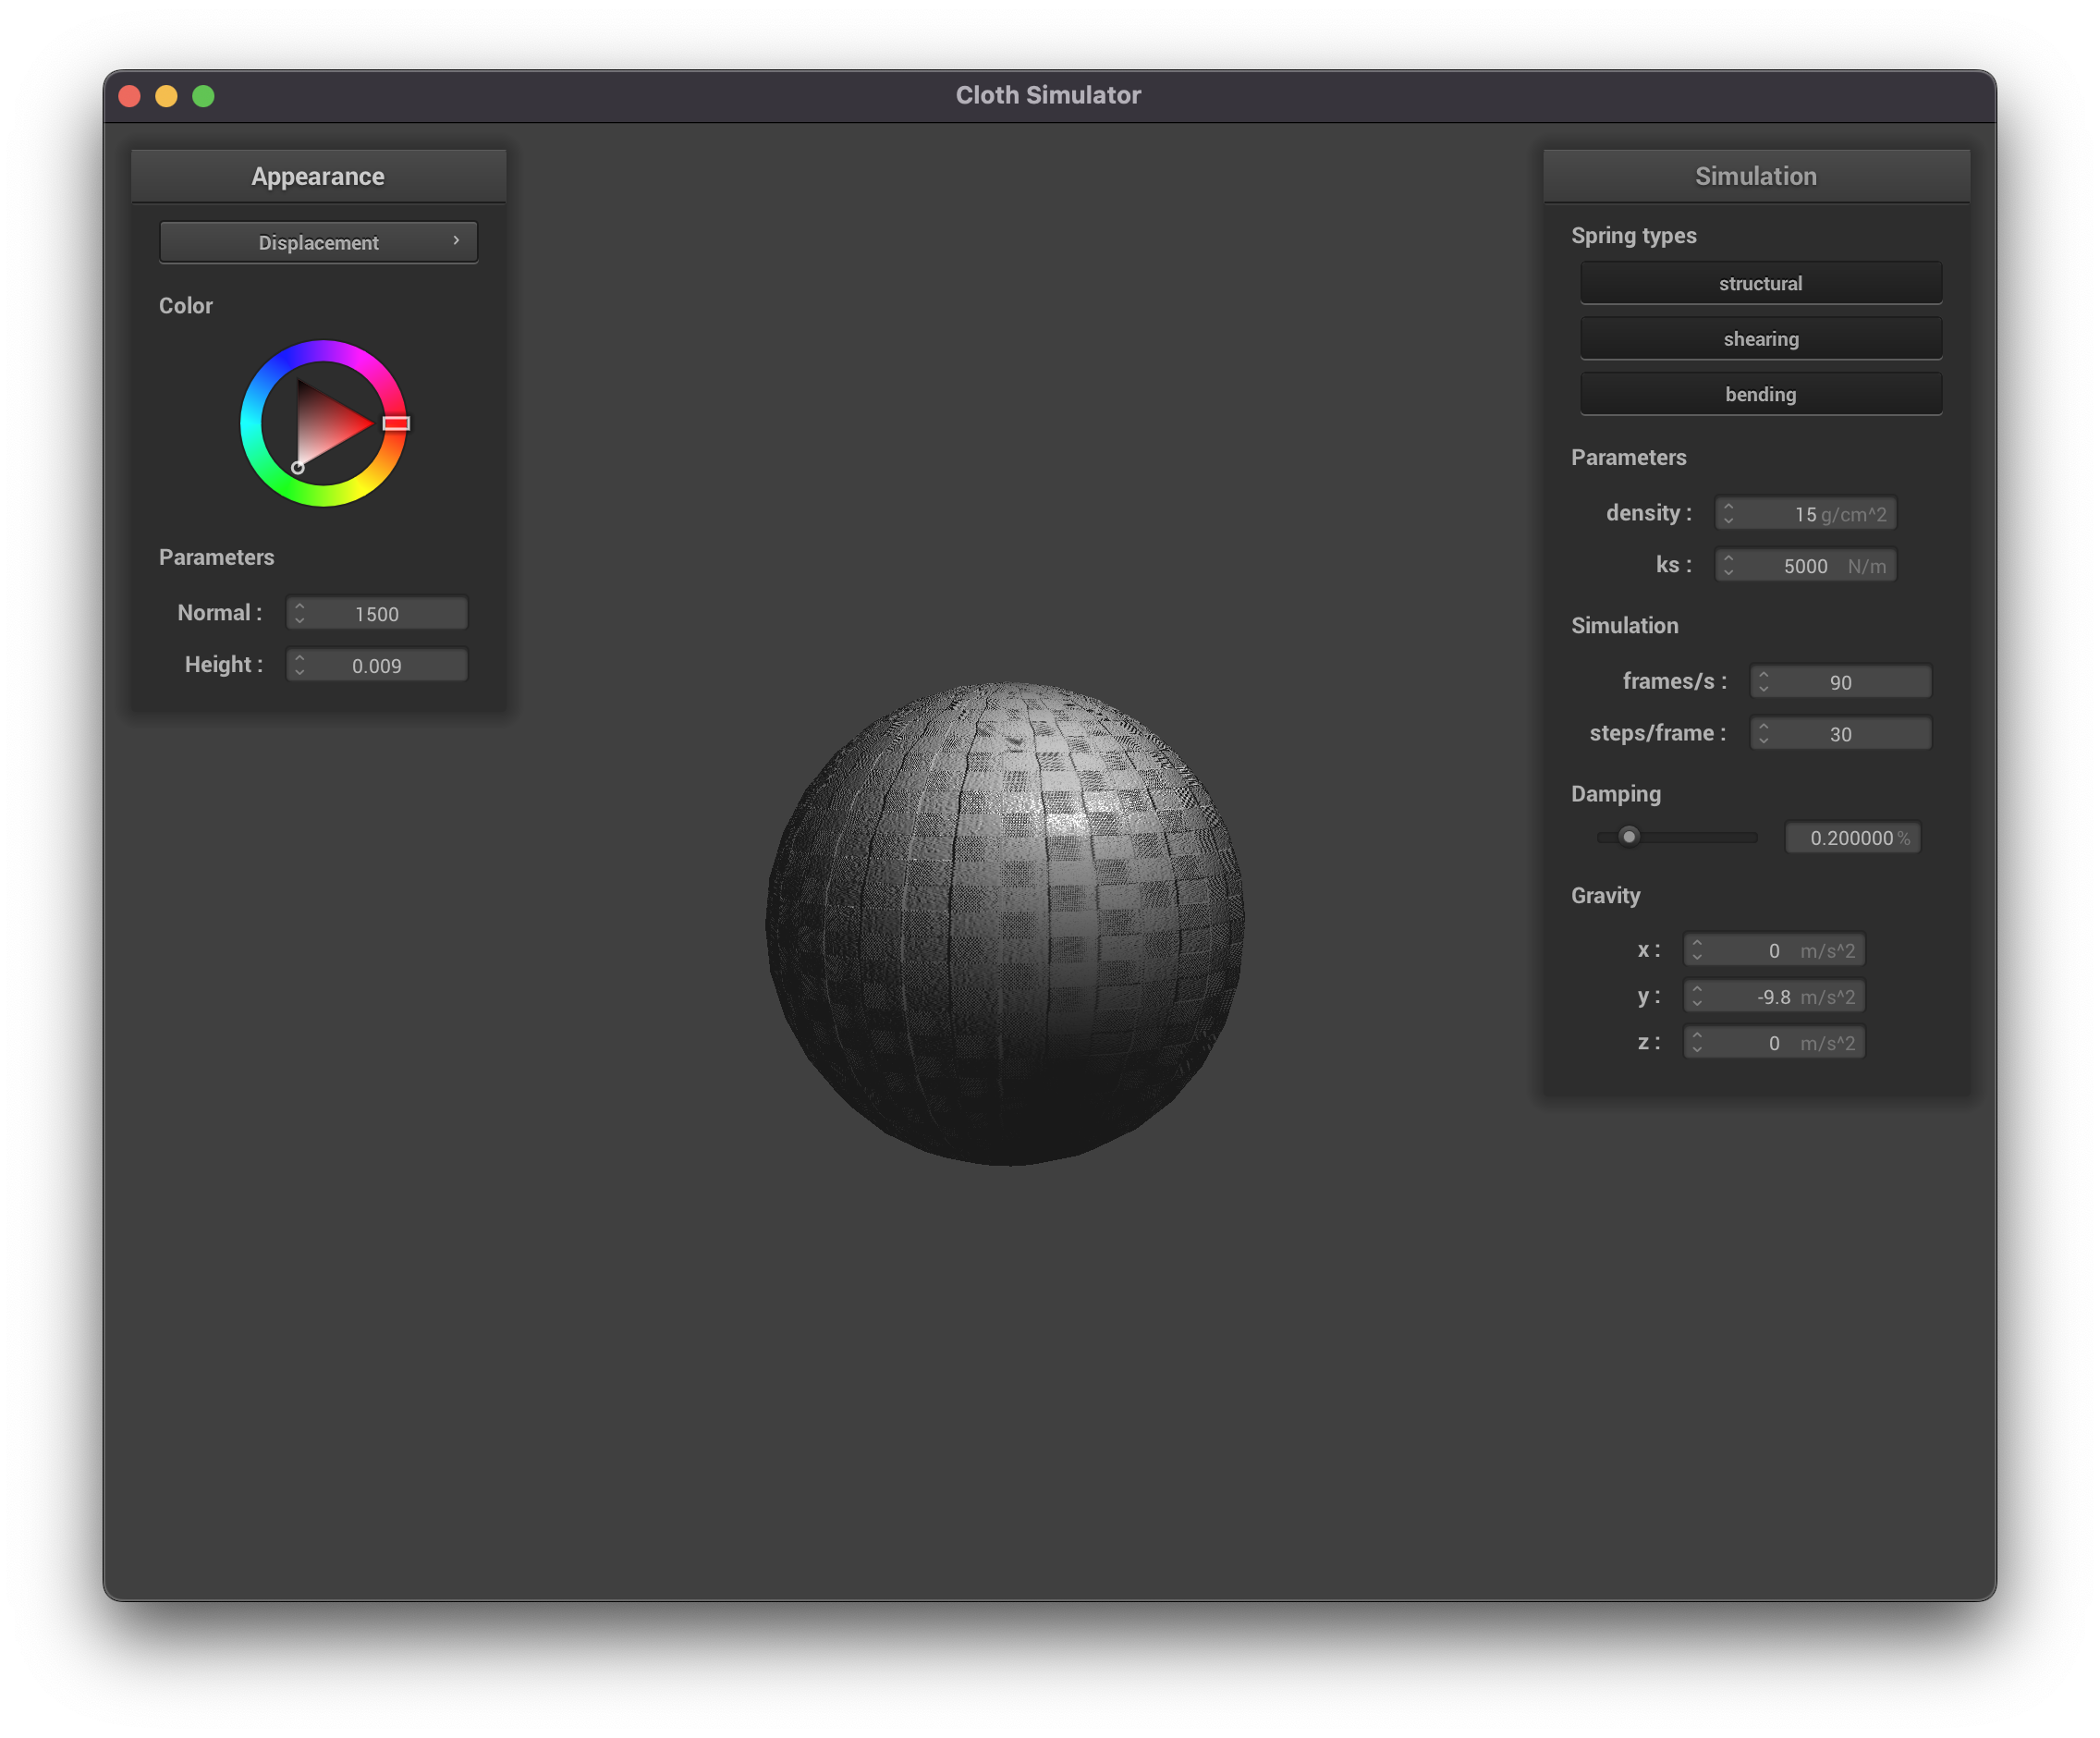 Cloth Simulator
Appearance
Displacement
Color
Parameters
Normal : 1500
Height : 0.009
Simulation
Spring types
structural
shearing
bending
Parameters
density : 15 g/cm^2
ks : 5000 N/m
Simulation
frames/s : 90
steps/frame : 30
Damping
0.200000 %
Gravity
x : 0 m/s^2
y : -9.8 m/s^2
z : 0 m/s^2